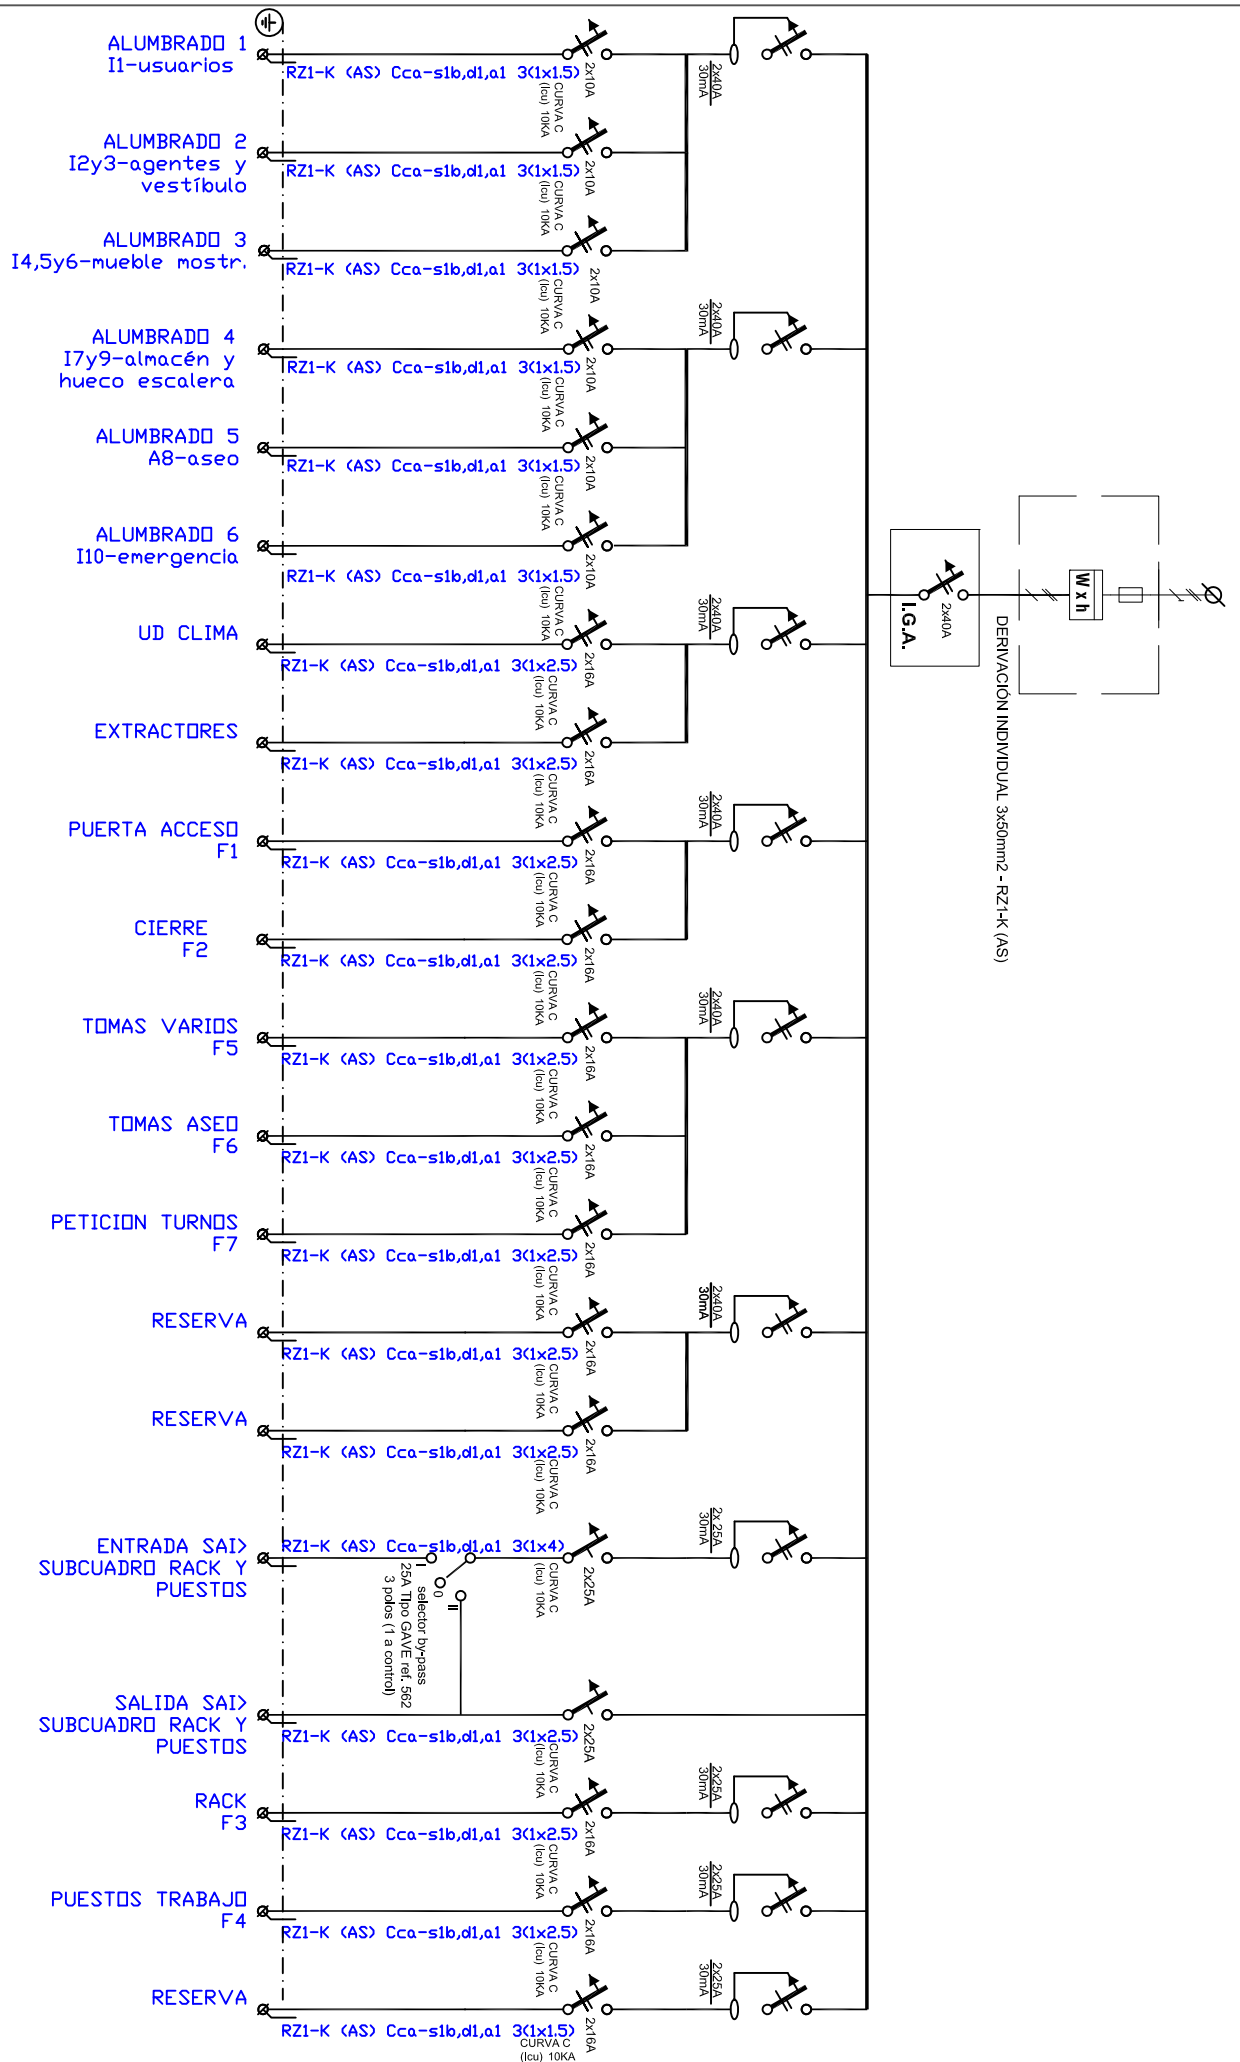 ALUMBRADO 1
I1-usuarios
RZ1-K (AS) Cca-s1b,d1,a1 3(1x1.5)
2x10A
CURVA C
(Icu) 10KA
2x40A
30mA
ALUMBRADO 2
I2y3-agentes y
vestíbulo
RZ1-K (AS) Cca-s1b,d1,a1 3(1x1.5)
2x10A
CURVA C
(Icu) 10KA
ALUMBRADO 3
I4,5y6-mueble mostr.
RZ1-K (AS) Cca-s1b,d1,a1 3(1x1.5)
2x10A
CURVA C
(Icu) 10KA
ALUMBRADO 4
I7y9-almacén y
hueco escalera
RZ1-K (AS) Cca-s1b,d1,a1 3(1x1.5)
2x10A
CURVA C
(Icu) 10KA
2x40A
30mA
ALUMBRADO 5
A8-aseo
RZ1-K (AS) Cca-s1b,d1,a1 3(1x1.5)
2x10A
CURVA C
(Icu) 10KA
ALUMBRADO 6
I10-emergencia
RZ1-K (AS) Cca-s1b,d1,a1 3(1x1.5)
2x10A
CURVA C
(Icu) 10KA
UD CLIMA
RZ1-K (AS) Cca-s1b,d1,a1 3(1x2.5)
2x16A
CURVA C
(Icu) 10KA
2x40A
30mA
I.G.A.
2x40A
W x h
DERIVACIÓN INDIVIDUAL 3x50mm2 - RZ1-K (AS)
EXTRACTORES
RZ1-K (AS) Cca-s1b,d1,a1 3(1x2.5)
2x16A
CURVA C
(Icu) 10KA
PUERTA ACCESO
F1
RZ1-K (AS) Cca-s1b,d1,a1 3(1x2.5)
2x16A
CURVA C
(Icu) 10KA
2x40A
30mA
CIERRE
F2
RZ1-K (AS) Cca-s1b,d1,a1 3(1x2.5)
2x16A
CURVA C
(Icu) 10KA
TOMAS VARIOS
F5
RZ1-K (AS) Cca-s1b,d1,a1 3(1x2.5)
2x16A
CURVA C
(Icu) 10KA
2x40A
30mA
TOMAS ASEO
F6
RZ1-K (AS) Cca-s1b,d1,a1 3(1x2.5)
2x16A
CURVA C
(Icu) 10KA
PETICION TURNOS
F7
RZ1-K (AS) Cca-s1b,d1,a1 3(1x2.5)
2x16A
CURVA C
(Icu) 10KA
RESERVA
RZ1-K (AS) Cca-s1b,d1,a1 3(1x2.5)
2x16A
CURVA C
(Icu) 10KA
2x40A
30mA
RESERVA
RZ1-K (AS) Cca-s1b,d1,a1 3(1x2.5)
2x16A
CURVA C
(Icu) 10KA
ENTRADA SAI>
SUBCUADRO RACK Y
PUESTOS
RZ1-K (AS) Cca-s1b,d1,a1 3(1x4)
2x25A
CURVA C
(Icu) 10KA
2x 25A
30mA
I
0
II
selector by-pass
25A Tipo GAVE ref. 562
3 polos (1 a control)
SALIDA SAI>
SUBCUADRO RACK Y
PUESTOS
RZ1-K (AS) Cca-s1b,d1,a1 3(1x2.5)
2x25A
CURVA C
(Icu) 10KA
RACK
F3
RZ1-K (AS) Cca-s1b,d1,a1 3(1x2.5)
2x16A
CURVA C
(Icu) 10KA
2x25A
30mA
PUESTOS TRABAJO
F4
RZ1-K (AS) Cca-s1b,d1,a1 3(1x2.5)
2x16A
CURVA C
(Icu) 10KA
2x25A
30mA
RESERVA
RZ1-K (AS) Cca-s1b,d1,a1 3(1x1.5)
2x16A
CURVA C
(Icu) 10KA
2x25A
30mA